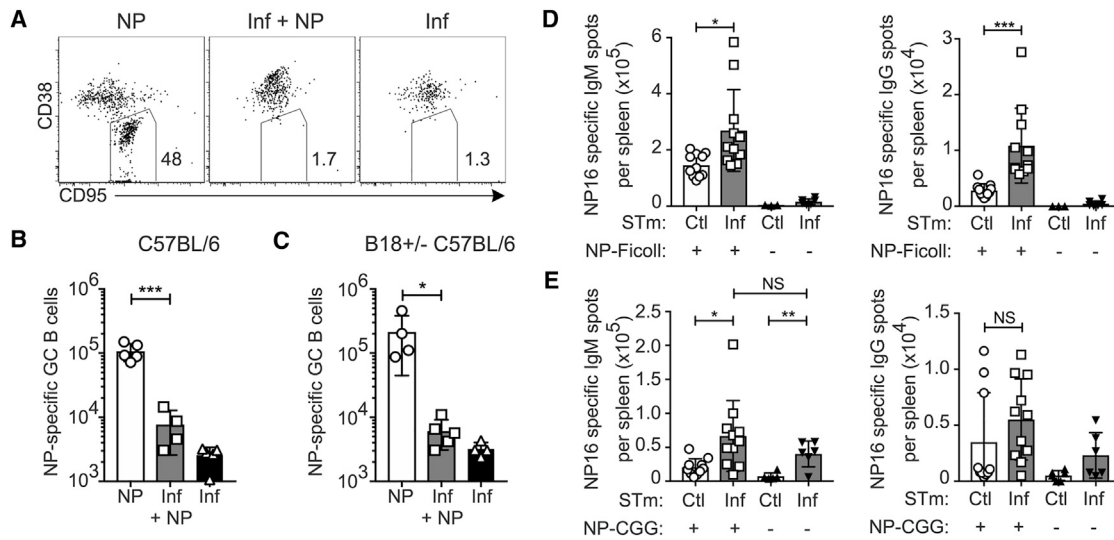 A
NP
Inf + NP
Inf
CD38
48
1.7
1.3
CD95
B
C57BL/6
NP-specific GC B cells
10^6
10^5
10^4
10^3
***
NP
Inf
Inf
+ NP
C
B18+/- C57BL/6
NP-specific GC B cells
10^6
10^5
10^4
10^3
*
NP
Inf
Inf
+ NP
D
NP16 specific IgM spots
per spleen (x10^5)
6
4
2
0
*
STm:
Ctl
Inf
Ctl
Inf
NP-Ficoll:
+
+
-
-
NP16 specific IgG spots
per spleen (x10^4)
3
2
1
0
***
STm:
Ctl
Inf
Ctl
Inf
NP-Ficoll:
+
+
-
-
E
NP16 specific IgM spots
per spleen (x10^5)
2.5
2.0
1.5
1.0
0.5
0
NS
*
**
STm:
Ctl
Inf
Ctl
Inf
NP-CGG:
+
+
-
-
NP16 specific IgG spots
per spleen (x10^4)
1.5
1.0
0.5
0
NS
STm:
Ctl
Inf
Ctl
Inf
NP-CGG:
+
+
-
-